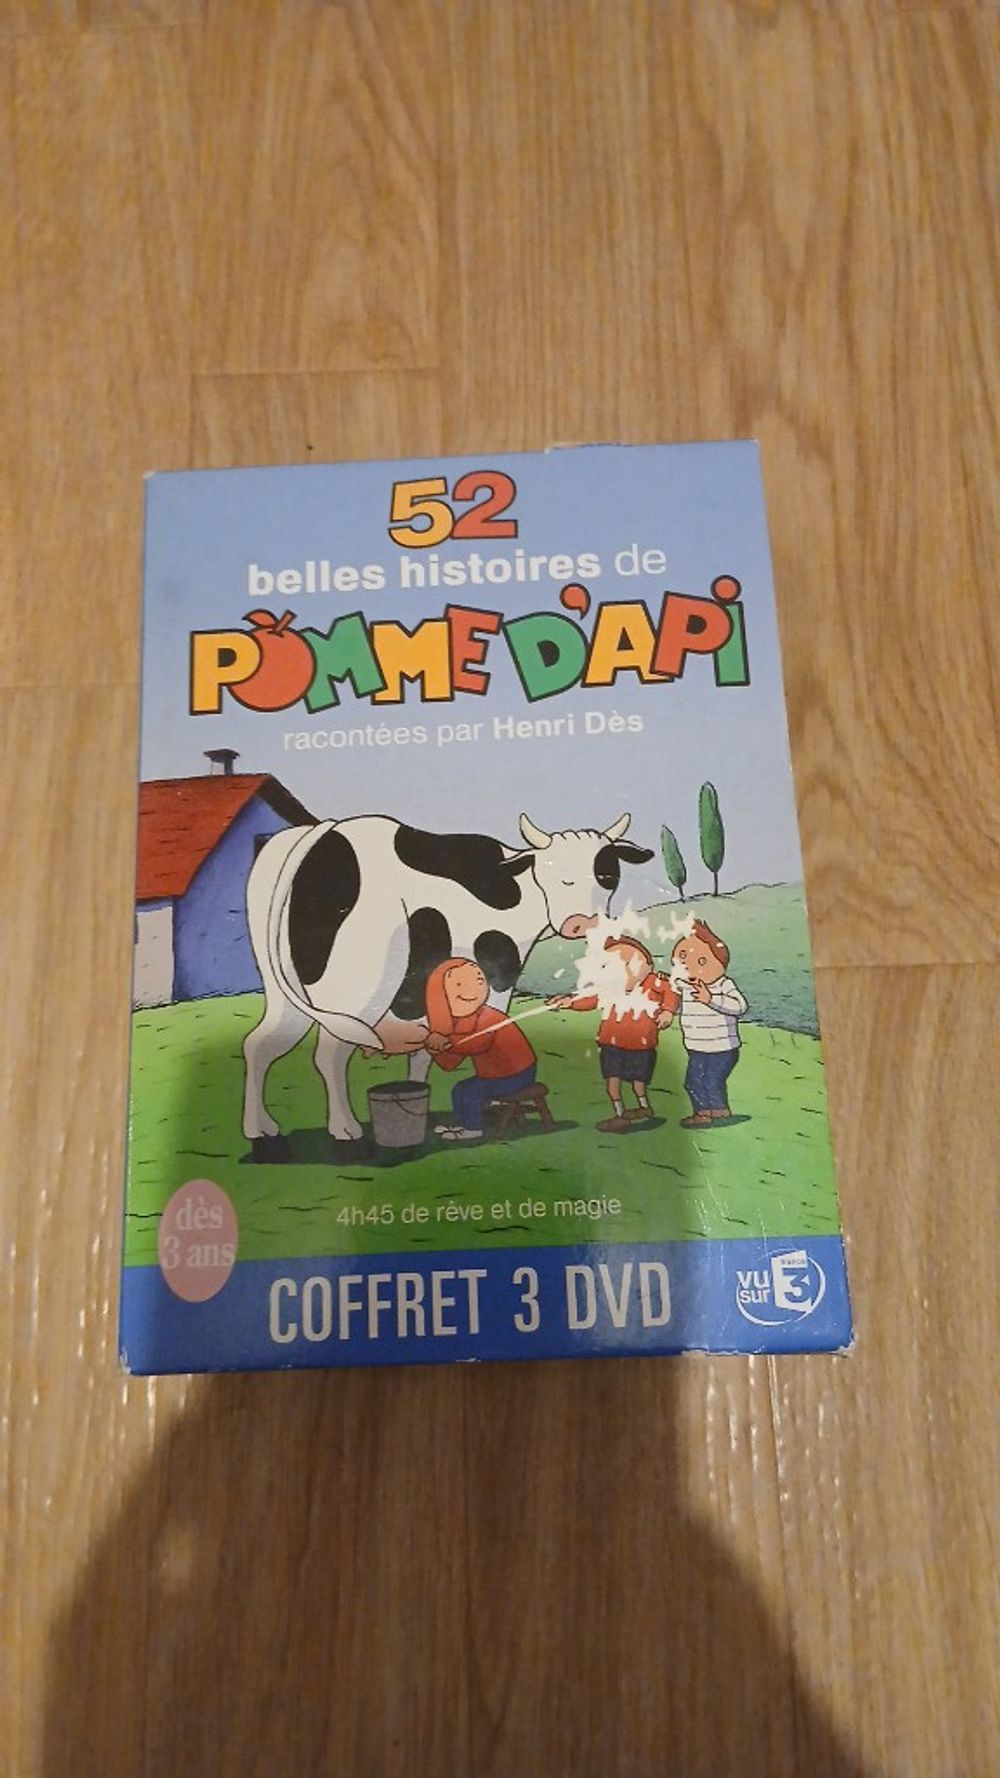 52
belles histoires de
POMME D'API
racontées par Henri Dès
4h45 de rêve et de magie
dès
3 ans
COFFRET 3 DVD
vu
sur
france
3